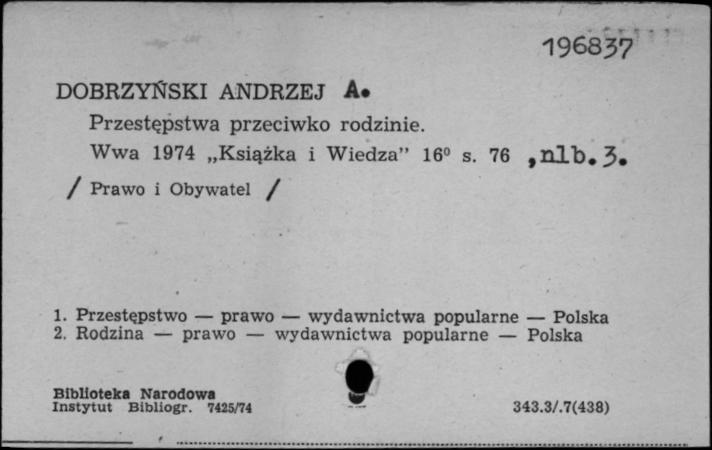 196837
DOBRZYŃSKI ANDRZEJ A.
Przestępstwa przeciwko rodzinie.
Wwa 1974 „Książka i Wiedza” 16⁰ s. 76 ,nlb.3.
/ Prawo i Obywatel /
1. Przestępstwo — prawo — wydawnictwa popularne — Polska
2. Rodzina — prawo — wydawnictwa popularne — Polska
Biblioteka Narodowa
Instytut Bibliogr. 7425/74 343.3/.7(438)